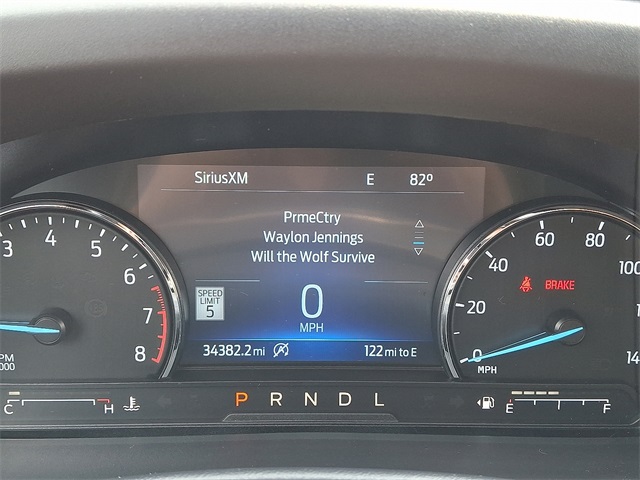 SiriusXM E 82º
PrmeCtry
Waylon Jennings
Will the Wolf Survive
SPEED
LIMIT
5
0
MPH
34382.2 mi 122 mi to E
3 4 5 6 7 8
0 20 40 60 80 100
BRAKE
MPH
C H
P R N D L
E F